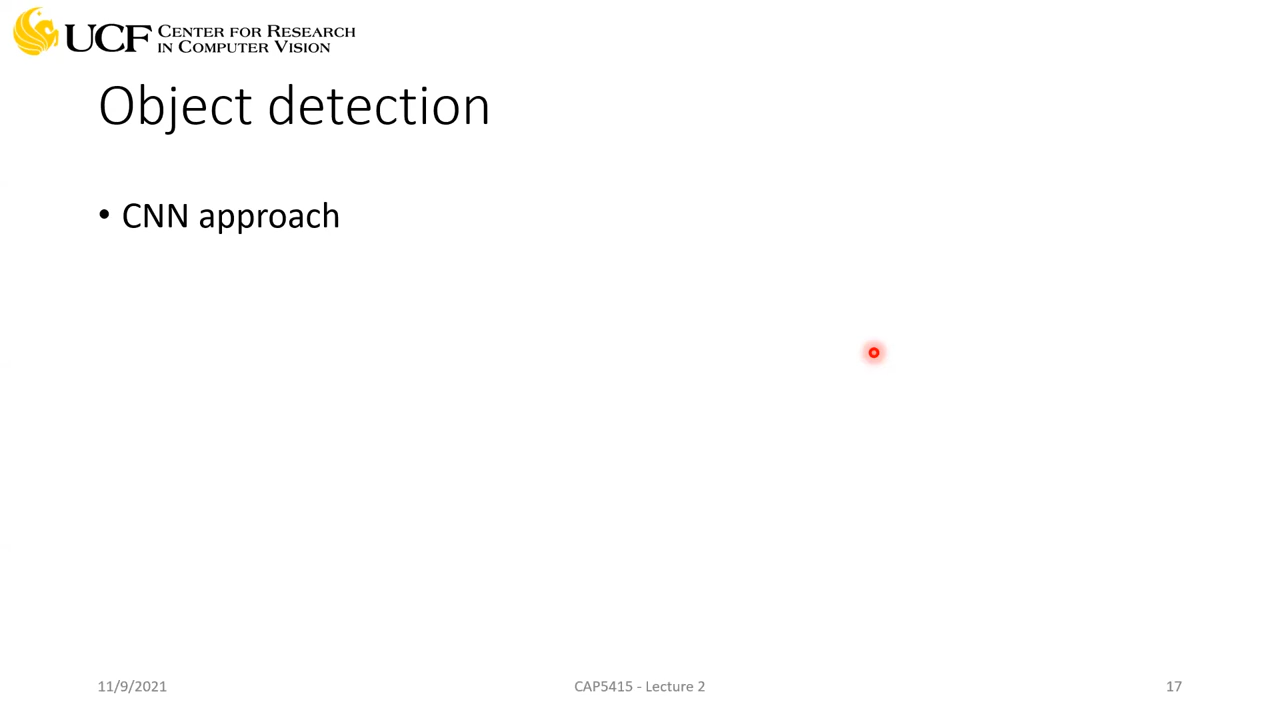 UCF CENTER FOR RESEARCH
IN COMPUTER VISION
Object detection
• CNN approach
11/9/2021
CAP5415 - Lecture 2
17